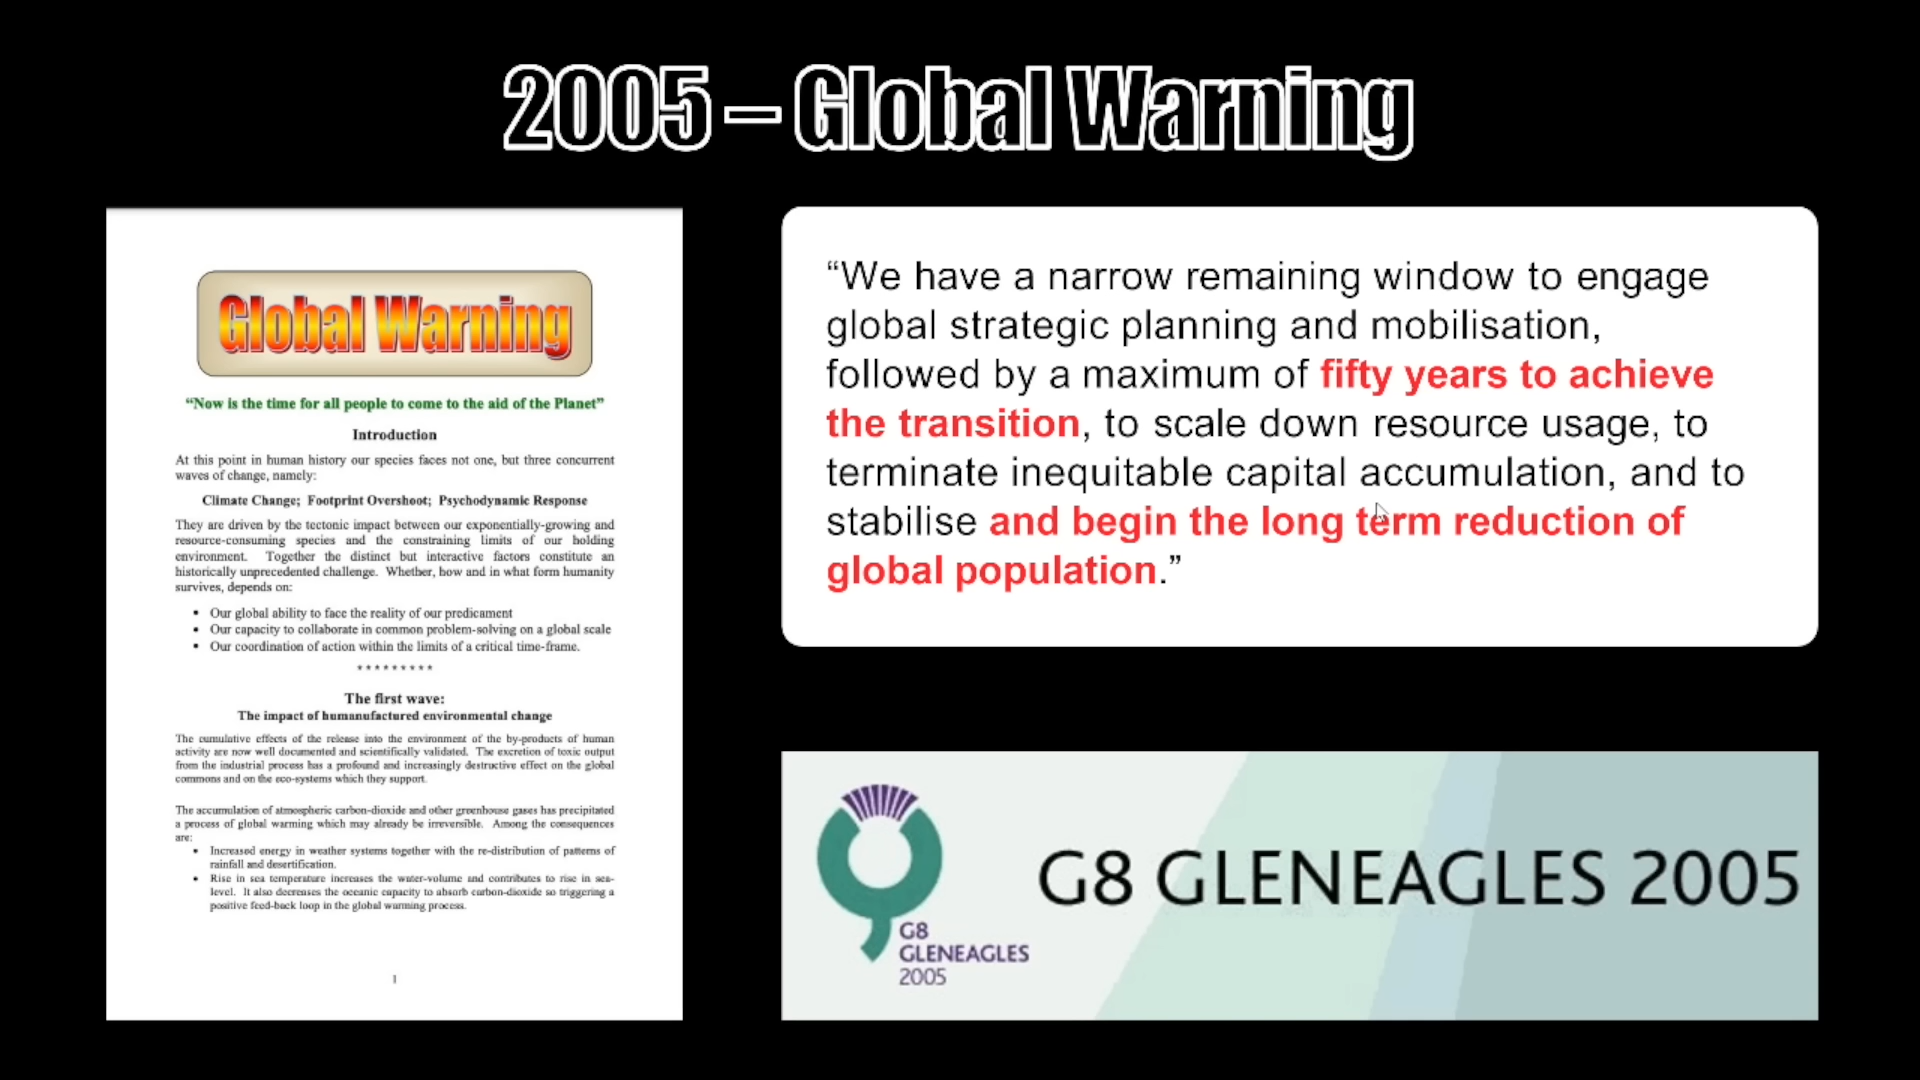 2005 – Global Warning
Global Warning
“Now is the time for all people to come to the aid of the Planet”
Introduction
At this point in human history our species faces not one, but three concurrent
waves of change, namely:
Climate Change; Footprint Overshoot; Psychodynamic Response
They are driven by the tectonic impact between our exponentially-growing and
resource-consuming species and the constraining limits of our holding
environment. Together the distinct but interactive factors constitute an
historically unprecedented challenge. Whether, how and in what form humanity
survives, depends on:
• Our global ability to face the reality of our predicament
• Our capacity to collaborate in common problem-solving on a global scale
• Our coordination of action within the limits of a critical time-frame.
*********
The first wave:
The impact of humanufactured environmental change
The cumulative effects of the release into the environment of the by-products of human
activity are now well documented and scientifically validated. The excretion of toxic output
from the industrial process has a profound and increasingly destructive effect on the global
commons and on the eco-systems which they support.
The accumulation of atmospheric carbon-dioxide and other greenhouse gases has precipitated
a process of global warming which may already be irreversible. Among the consequences
are:
• Increased energy in weather systems together with the re-distribution of patterns of
rainfall and desertification.
• Rise in sea temperature increases the water-volume and contributes to rise in sea-
level. It also decreases the oceanic capacity to absorb carbon-dioxide so triggering a
positive feed-back loop in the global warming process.
1
“We have a narrow remaining window to engage
global strategic planning and mobilisation,
followed by a maximum of fifty years to achieve
the transition, to scale down resource usage, to
terminate inequitable capital accumulation, and to
stabilise and begin the long term reduction of
global population.”
G8 GLENEAGLES 2005
G8
GLENEAGLES
2005